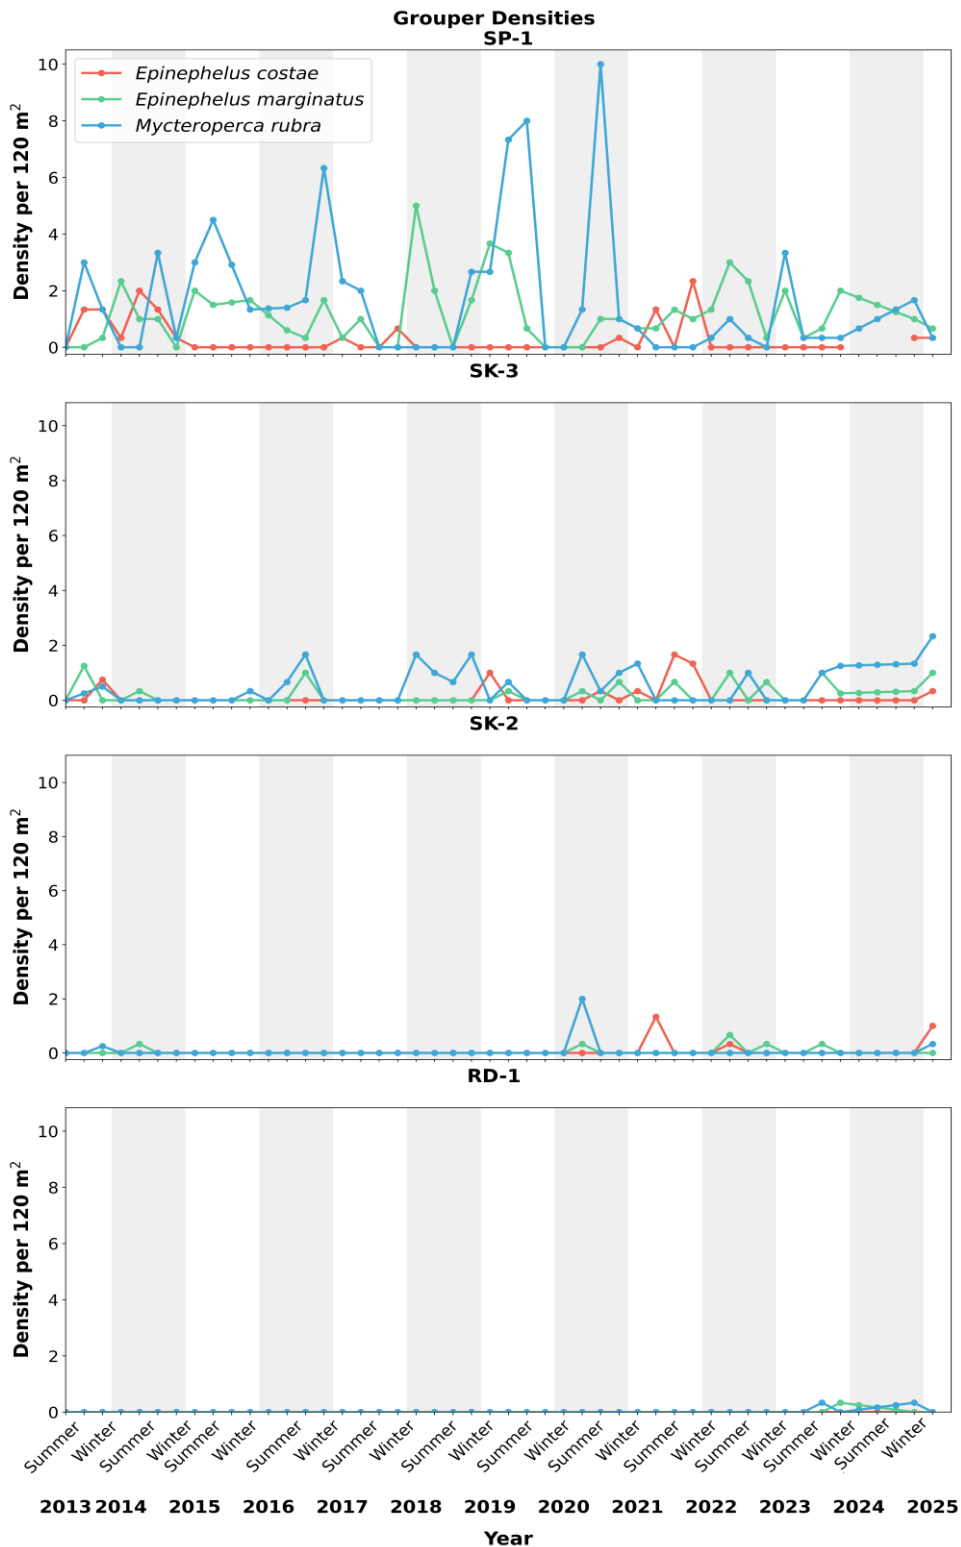 Grouper Densities
SP-1
Epinephelus costae
Epinephelus marginatus
Mycteroperca rubra
Density per 120 m²
10
8
6
4
2
0
SK-3
Density per 120 m²
10
8
6
4
2
0
SK-2
Density per 120 m²
10
8
6
4
2
0
RD-1
Density per 120 m²
10
8
6
4
2
0
Summer Winter Summer Winter Summer Winter Summer Winter Summer Winter Summer Winter Summer Winter Summer Winter Summer Winter Summer Winter Summer Winter Summer Winter
2013 2014 2015 2016 2017 2018 2019 2020 2021 2022 2023 2024 2025
Year